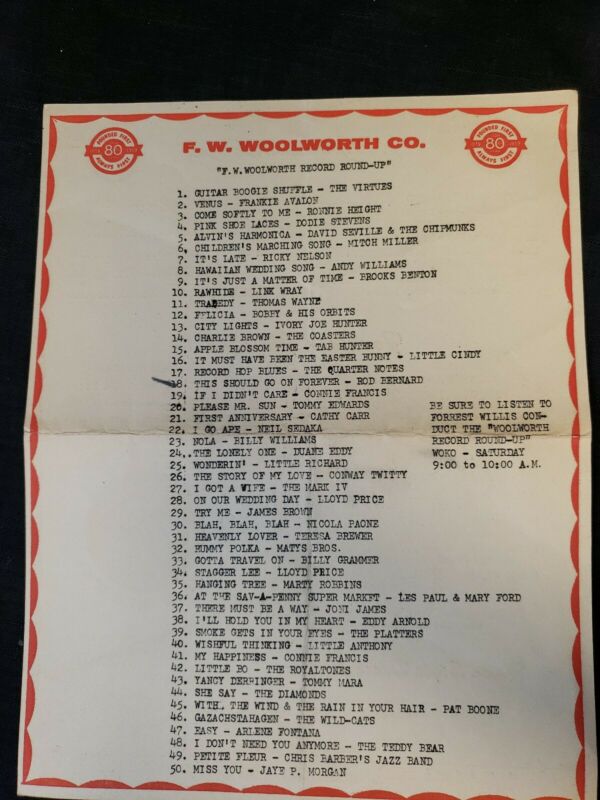 FOUNDED FIRST
80
ALWAYS FIRST
F. W. WOOLWORTH CO.
FOUNDED FIRST
80
ALWAYS FIRST
"F.W.WOOLWORTH RECORD ROUND-UP"
1. GUITAR BOOGIE SHUFFLE - THE VIRTUES
2. VENUS - FRANKIE AVALON
3. COME SOFTLY TO ME - RONNIE HEIGHT
4. PINK SHOE LACES - DODIE STEVENS
5. ALVIN'S HARMONICA - DAVID SEVILLE & THE CHIPMUNKS
6. CHILDREN'S MARCHING SONG - MITCH MILLER
7. IT'S LATE - RICKY NELSON
8. HAWAIIAN WEDDING SONG - ANDY WILLIAMS
9. IT'S JUST A MATTER OF TIME - BROOKS BENTON
10. RAWHIDE - LINK WRAY
11. TRAGEDY - THOMAS WAYNE
12. FELICIA - BOBBY & HIS ORBITS
13. CITY LIGHTS - IVORY JOE HUNTER
14. CHARLIE BROWN - THE COASTERS
15. APPLE BLOSSOM TIME - TAB HUNTER
16. IT MUST HAVE BEEN THE EASTER BUNNY - LITTLE CINDY
17. RECORD HOP BLUES - THE QUARTER NOTES
18. THIS SHOULD GO ON FOREVER - ROD BERNARD
19. IF I DIDN'T CARE - CONNIE FRANCIS
20. PLEASE MR. SUN - TOMMY EDWARDS
21. FIRST ANNIVERSARY - CATHY CARR
22. I GO APE - NEIL SEDAKA
23. NOLA - BILLY WILLIAMS
24. THE LONELY ONE - DUANE EDDY
25. WONDERIN' - LITTLE RICHARD
26. THE STORY OF MY LOVE - CONWAY TWITTY
27. I GOT A WIFE - THE MARK IV
28. ON OUR WEDDING DAY - LLOYD PRICE
29. TRY ME - JAMES BROWN
30. BLAH, BLAH, BLAH - NICOLA PAONE
31. HEAVENLY LOVER - TERESA BREWER
32. RUMMY POLKA - MATYS BROS.
33. GOTTA TRAVEL ON - BILLY GRAMMER
34. STAGGER LEE - LLOYD PRICE
35. HANGING TREE - MARTY ROBBINS
36. AT THE SAV-A-PENNY SUPER MARKET - LES PAUL & MARY FORD
37. THERE MUST BE A WAY - JONI JAMES
38. I'LL HOLD YOU IN MY HEART - EDDY ARNOLD
39. SMOKE GETS IN YOUR EYES - THE PLATTERS
40. WISHFUL THINKING - LITTLE ANTHONY
41. MY HAPPINESS - CONNIE FRANCIS
42. LITTLE BO - THE ROYALTONES
43. YANCY DERRINGER - TOMMY MARA
44. SHE SAY - THE DIAMONDS
45. WITH THE WIND & THE RAIN IN YOUR HAIR - PAT BOONE
46. GAZACHSTAHAGEN - THE WILD-CATS
47. EASY - ARLENE FONTANA
48. I DON'T NEED YOU ANYMORE - THE TEDDY BEAR
49. PETITE FLEUR - CHRIS BARBER'S JAZZ BAND
50. MISS YOU - JAYE P. MORGAN
BE SURE TO LISTEN TO
FORREST WILLIS CON-
DUCT THE "WOOLWORTH
RECORD ROUND-UP"
WOKO - SATURDAY
9:00 to 10:00 A.M.